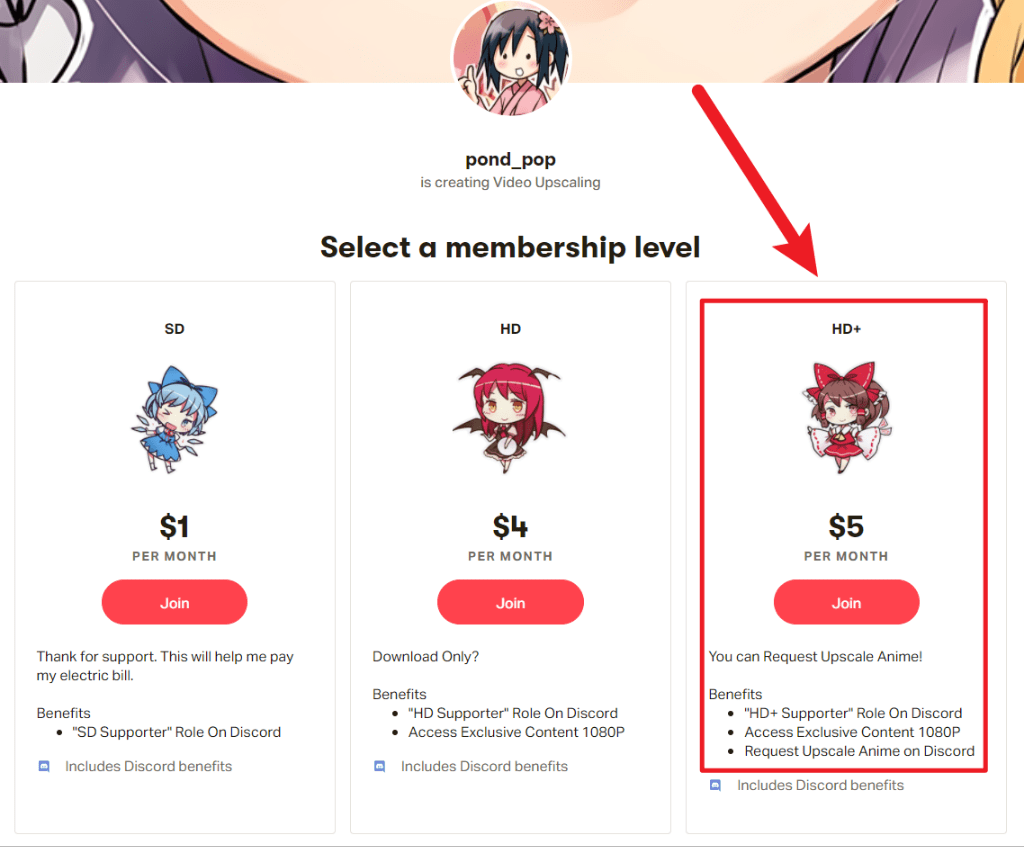 pond_pop
is creating Video Upscaling
Select a membership level
SD
$1
PER MONTH
Join
Thank for support. This will help me pay
my electric bill.
Benefits
"SD Supporter" Role On Discord
Includes Discord benefits
HD
$4
PER MONTH
Join
Download Only?
Benefits
"HD Supporter" Role On Discord
Access Exclusive Content 1080P
Includes Discord benefits
HD+
$5
PER MONTH
Join
You can Request Upscale Anime!
Benefits
"HD+ Supporter" Role On Discord
Access Exclusive Content 1080P
Request Upscale Anime on Discord
Includes Discord benefits